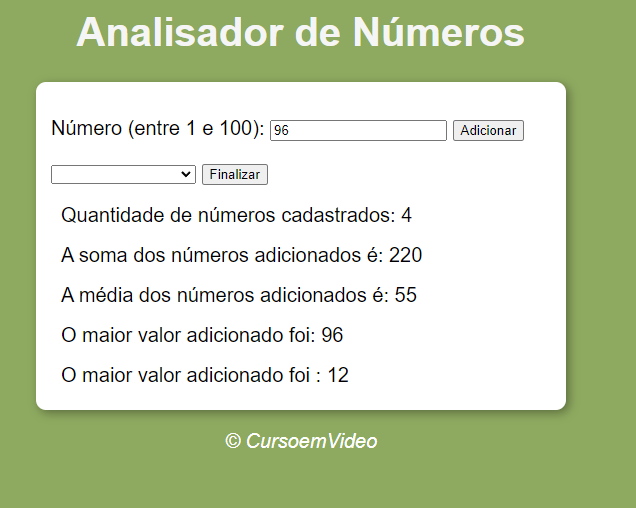 Analisador de Números
Número (entre 1 e 100): 96 Adicionar
Finalizar
Quantidade de números cadastrados: 4
A soma dos números adicionados é: 220
A média dos números adicionados é: 55
O maior valor adicionado foi: 96
O maior valor adicionado foi : 12
© CursoemVideo